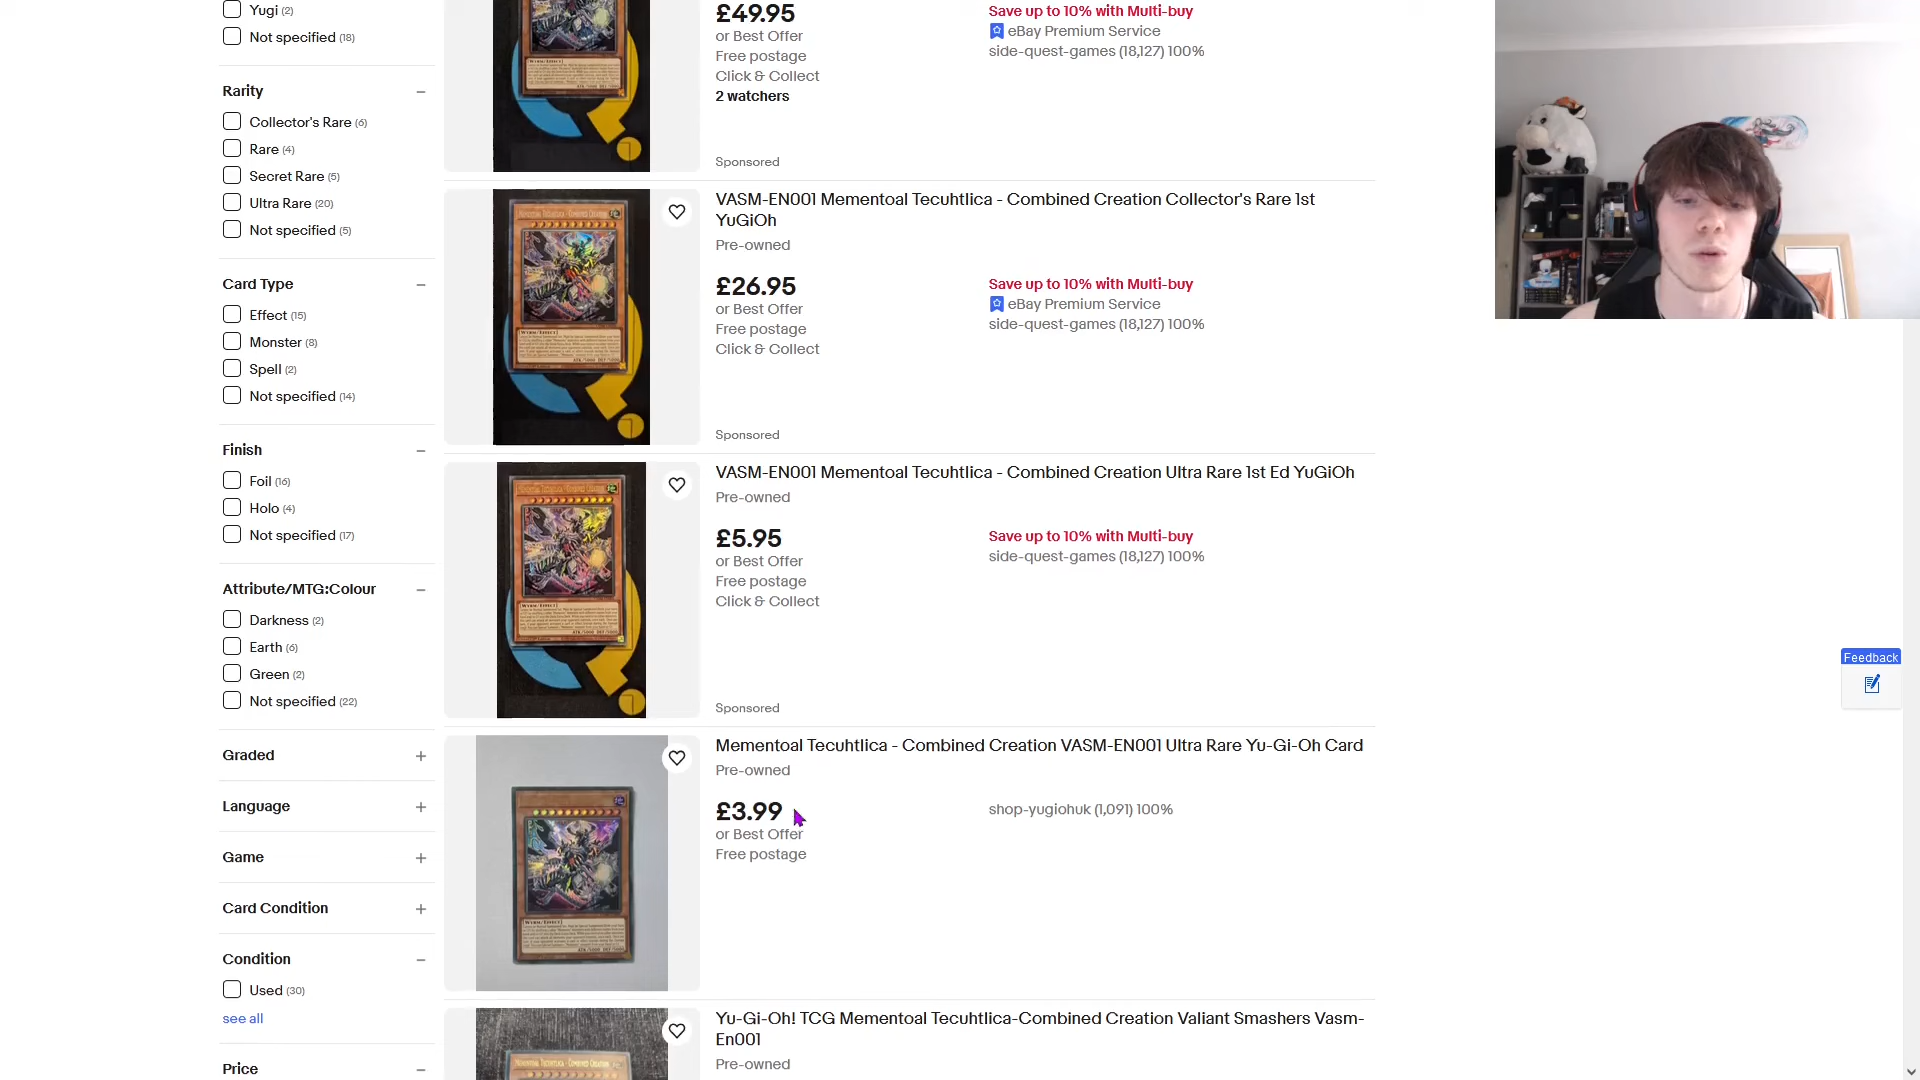 Yugi (2)
Not specified (18)
Rarity
Collector's Rare (6)
Rare (4)
Secret Rare (5)
Ultra Rare (20)
Not specified (5)
Card Type
Effect (15)
Monster (8)
Spell (2)
Not specified (14)
Finish
Foil (16)
Holo (4)
Not specified (17)
Attribute/MTG:Colour
Darkness (2)
Earth (6)
Green (2)
Not specified (22)
Graded
Language
Game
Card Condition
Condition
Used (30)
see all
Price
£49.95
or Best Offer
Free postage
Click & Collect
2 watchers
Save up to 10% with Multi-buy
eBay Premium Service
side-quest-games (18,127) 100%
Sponsored
VASM-EN001 Mementoal Tecuhtlica - Combined Creation Collector's Rare 1st
YuGiOh
Pre-owned
£26.95
or Best Offer
Free postage
Click & Collect
Save up to 10% with Multi-buy
eBay Premium Service
side-quest-games (18,127) 100%
Sponsored
VASM-EN001 Mementoal Tecuhtlica - Combined Creation Ultra Rare 1st Ed YuGiOh
Pre-owned
£5.95
or Best Offer
Free postage
Click & Collect
Save up to 10% with Multi-buy
side-quest-games (18,127) 100%
Sponsored
Mementoal Tecuhtlica - Combined Creation VASM-EN001 Ultra Rare Yu-Gi-Oh Card
Pre-owned
£3.99
or Best Offer
Free postage
shop-yugiohuk (1,091) 100%
Yu-Gi-Oh! TCG Mementoal Tecuhtlica-Combined Creation Valiant Smashers Vasm-
En001
Pre-owned
Feedback